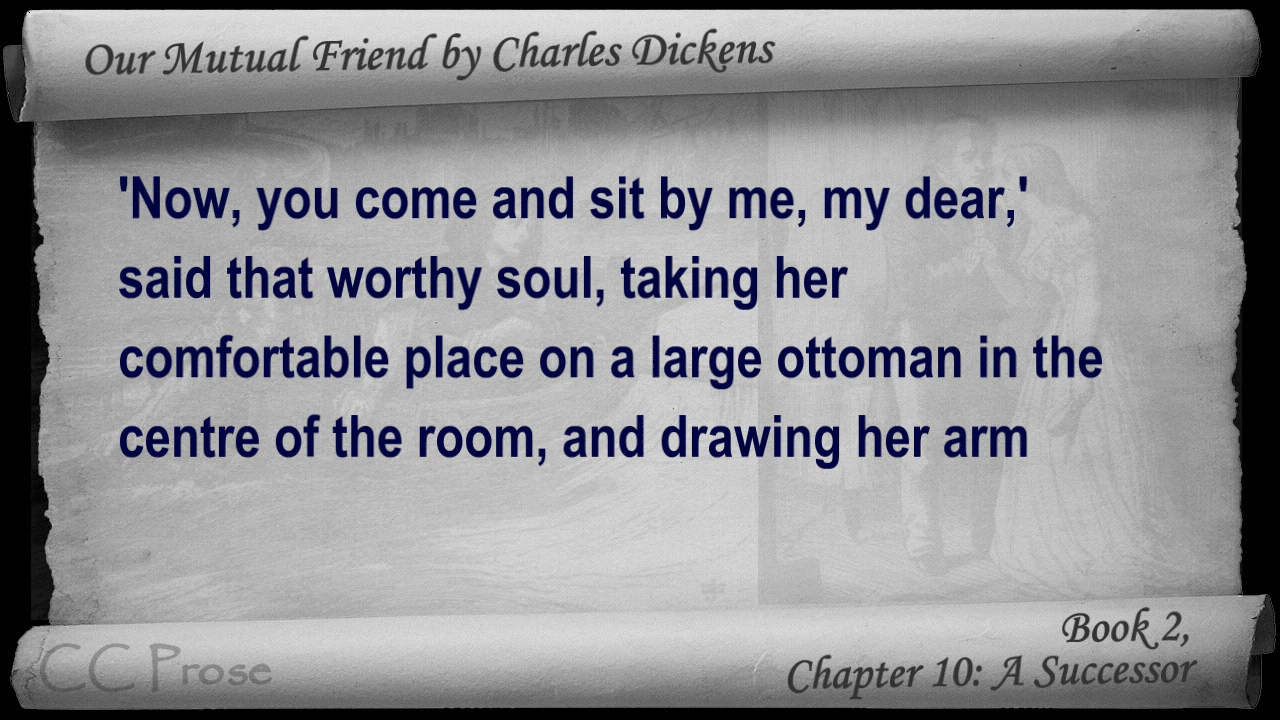 Our Mutual Friend by Charles Dickens
'Now, you come and sit by me, my dear,'
said that worthy soul, taking her
comfortable place on a large ottoman in the
centre of the room, and drawing her arm
Book 2,
Chapter 10: A Successor
CC Prose